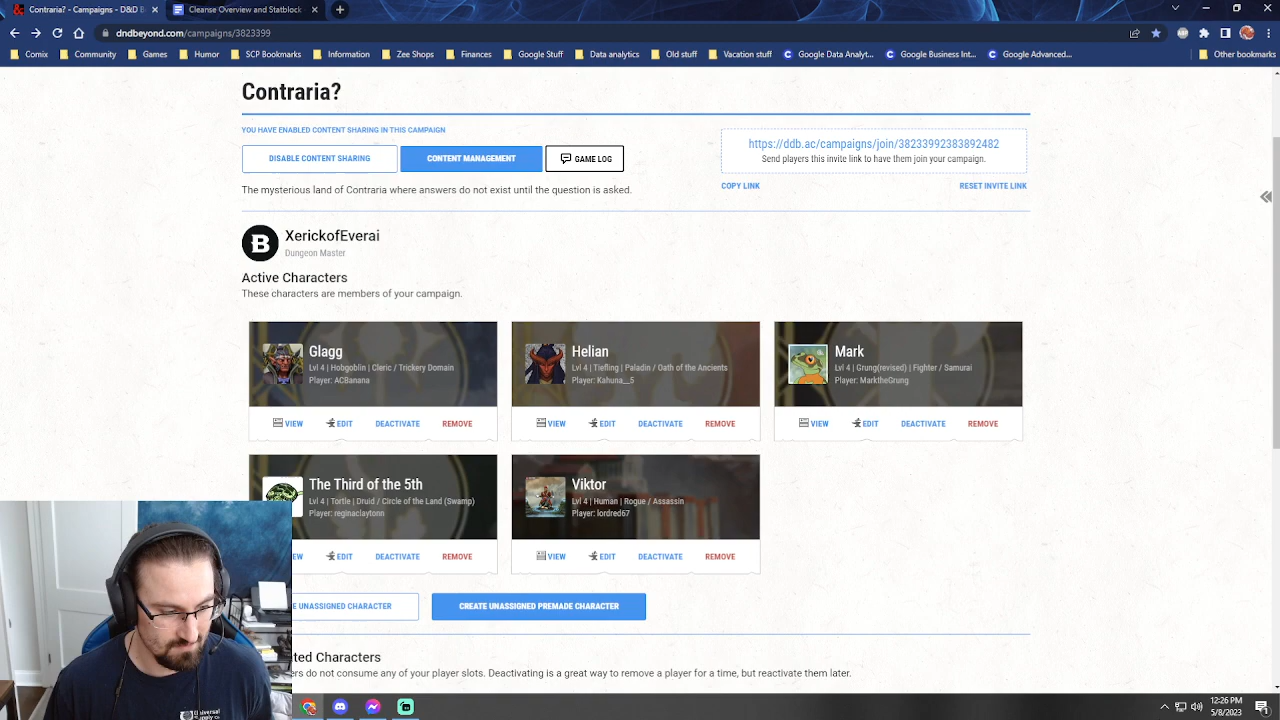 Contraria? - Campaigns - D&D B
Cleanse Overview and Statblocks
dndbeyond.com/campaigns/3823399
Comix
Community
Games
Humor
SCP Bookmarks
Zee Shops
Finances
Google Stuff
Data analytics
Old stuff
Vacation stuff
Google Data Analyt...
Google Business Int...
Google Advanced...
Other bookmarks
Contraria?
YOU HAVE ENABLED CONTENT SHARING IN THIS CAMPAIGN
DISABLE CONTENT SHARING
CONTENT MANAGEMENT
GAME LOG
https://ddb.ac/campaigns/join/38233992383892482
Send players this invite link to have them join your campaign.
COPY LINK
RESET INVITE LINK
The mysterious land of Contraria where answers do not exist until the question is asked.
XerickofEverai
Dungeon Master
Active Characters
These characters are members of your campaign.
Glagg
Lvl 4 | Hobgoblin | Cleric / Trickery Domain
Player: ACBanana
VIEW EDIT DEACTIVATE REMOVE
Helian
Lvl 4 | Tiefling | Paladin / Oath of the Ancients
Player: Kahuna__5
VIEW EDIT DEACTIVATE REMOVE
Mark
Lvl 4 | Grung(revised) | Fighter / Samurai
Player: MarktheGrung
VIEW EDIT DEACTIVATE REMOVE
The Third of the 5th
Lvl 4 | Tortle | Druid / Circle of the Land (Swamp)
Player: reginaclaytonn
EW EDIT DEACTIVATE REMOVE
Viktor
Lvl 4 | Human | Rogue / Assassin
Player: lordred67
VIEW EDIT DEACTIVATE REMOVE
E UNASSIGNED CHARACTER
CREATE UNASSIGNED PREMADE CHARACTER
ted Characters
ers do not consume any of your player slots. Deactivating is a great way to remove a player for a time, but reactivate them later.
Universal
12:26 PM
5/8/2023